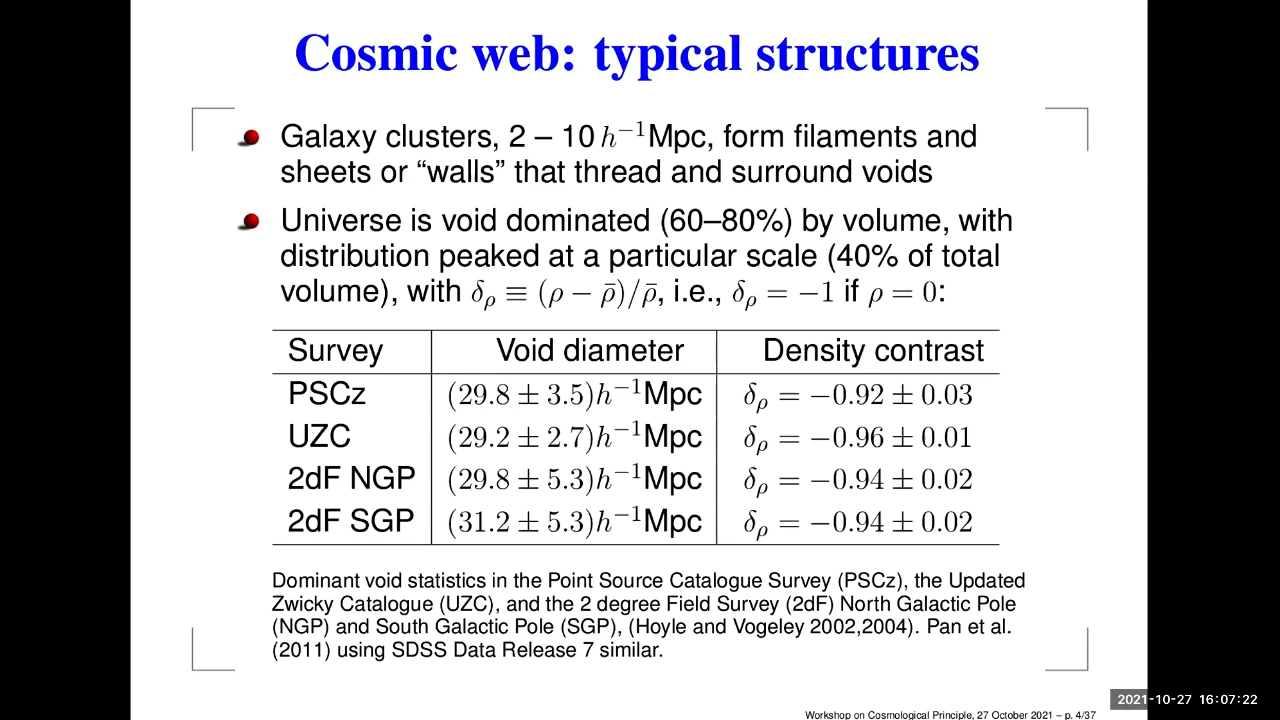 Cosmic web: typical structures
Galaxy clusters, 2 – 10 h⁻¹Mpc, form filaments and
sheets or “walls” that thread and surround voids
Universe is void dominated (60–80%) by volume, with
distribution peaked at a particular scale (40% of total
volume), with δρ ≡ (ρ − ρ̄)/ρ̄, i.e., δρ = −1 if ρ = 0:
Survey Void diameter Density contrast
PSCz (29.8 ± 3.5)h⁻¹Mpc δρ = −0.92 ± 0.03
UZC (29.2 ± 2.7)h⁻¹Mpc δρ = −0.96 ± 0.01
2dF NGP (29.8 ± 5.3)h⁻¹Mpc δρ = −0.94 ± 0.02
2dF SGP (31.2 ± 5.3)h⁻¹Mpc δρ = −0.94 ± 0.02
Dominant void statistics in the Point Source Catalogue Survey (PSCz), the Updated
Zwicky Catalogue (UZC), and the 2 degree Field Survey (2dF) North Galactic Pole
(NGP) and South Galactic Pole (SGP), (Hoyle and Vogeley 2002,2004). Pan et al.
(2011) using SDSS Data Release 7 similar.
2021-10-27 16:07:22
Workshop on Cosmological Principle, 27 October 2021 – p. 4/37